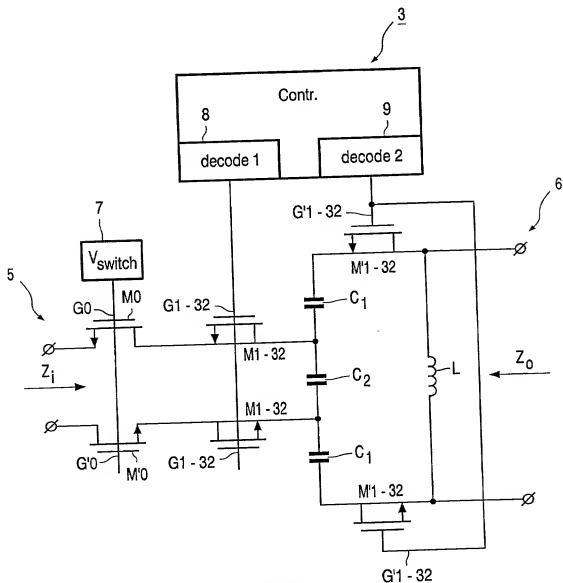 3
Contr.
8
9
decode 1
decode 2
G'1 - 32
6
7
Vswitch
5
M0
G0
G1 - 32
M'1 - 32
C1
M1 - 32
Zi
C2
L
Zo
M1 - 32
C1
G'0
M'0
G1 - 32
M'1 - 32
G'1 - 32